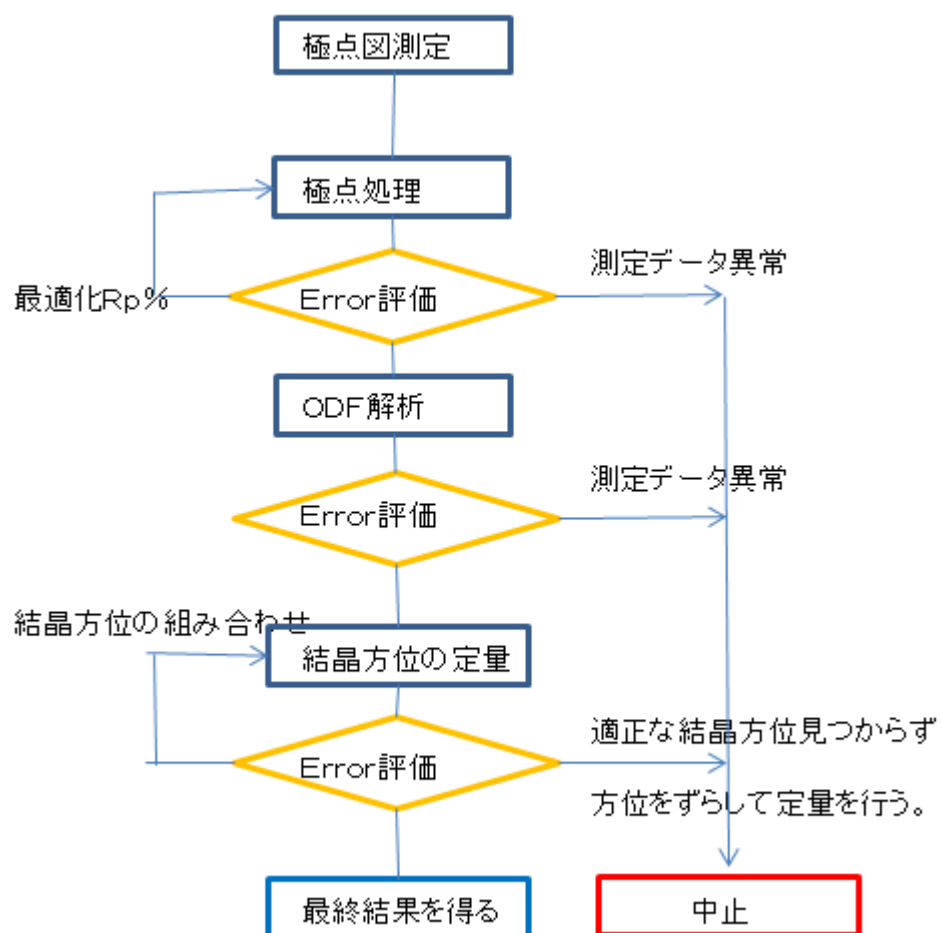 極点図測定
極点処理
測定データ異常
最適化Rp%
Error評価
ODF解析
測定データ異常
Error評価
結晶方位の組み合わせ
結晶方位の定量
適正な結晶方位見つからず
Error評価
方位をずらして定量を行う。
最終結果を得る
中止